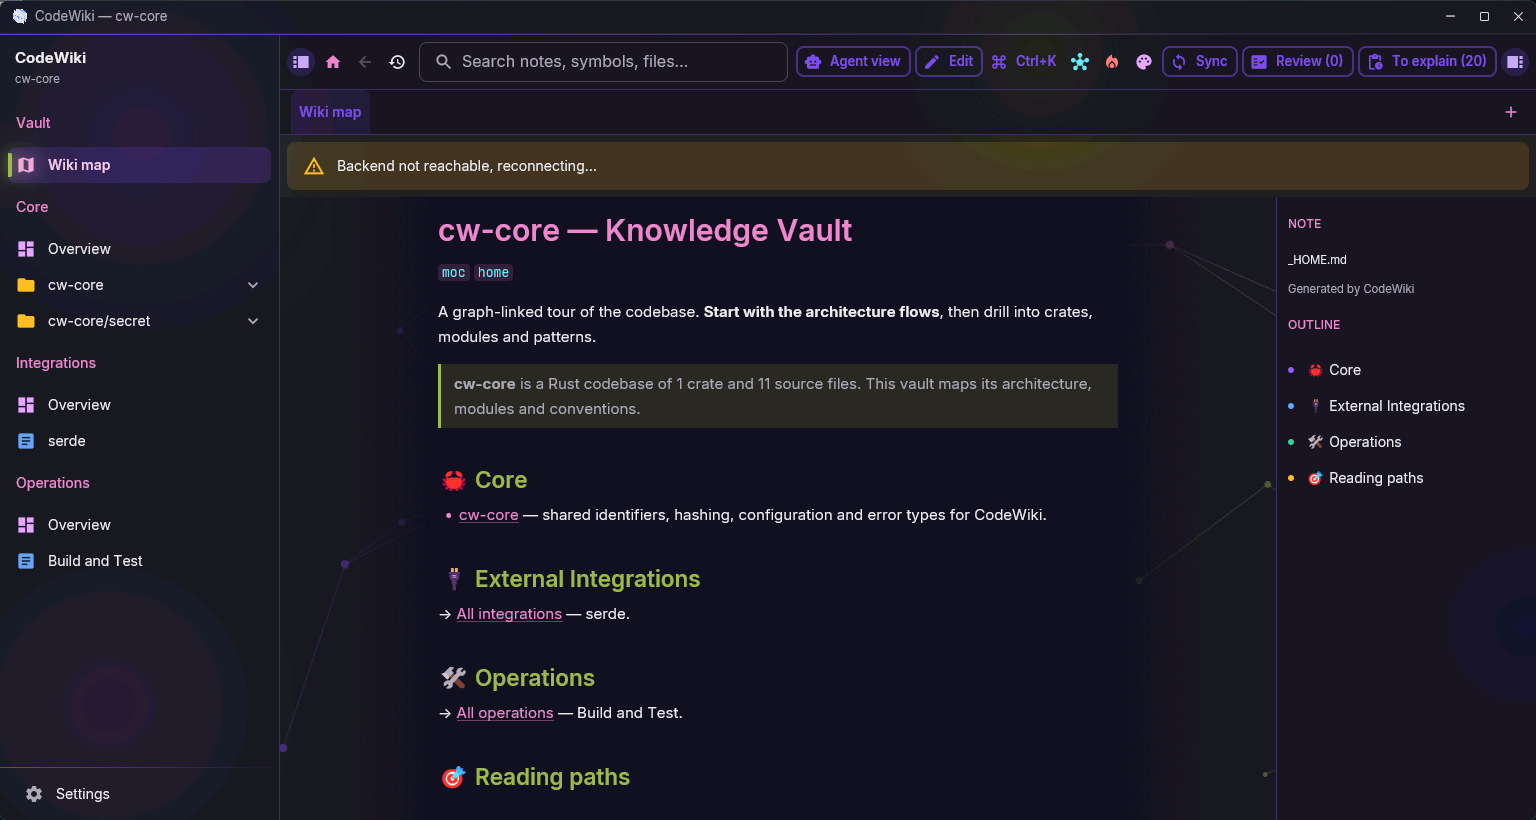 CodeWiki — cw-core
CodeWiki
cw-core
Vault
Wiki map
Core
Overview
cw-core
cw-core/secret
Integrations
Overview
serde
Operations
Overview
Build and Test
Settings
Search notes, symbols, files...
Agent view
Edit
Ctrl+K
Sync
Review (0)
To explain (20)
Wiki map
Backend not reachable, reconnecting...
cw-core — Knowledge Vault
moc home
A graph-linked tour of the codebase. Start with the architecture flows, then drill into crates,
modules and patterns.
cw-core is a Rust codebase of 1 crate and 11 source files. This vault maps its architecture,
modules and conventions.
🦀 Core
• cw-core — shared identifiers, hashing, configuration and error types for CodeWiki.
🔌 External Integrations
→ All integrations — serde.
🛠 Operations
→ All operations — Build and Test.
🎯 Reading paths
NOTE
_HOME.md
Generated by CodeWiki
OUTLINE
🦀 Core
🔌 External Integrations
🛠 Operations
🎯 Reading paths